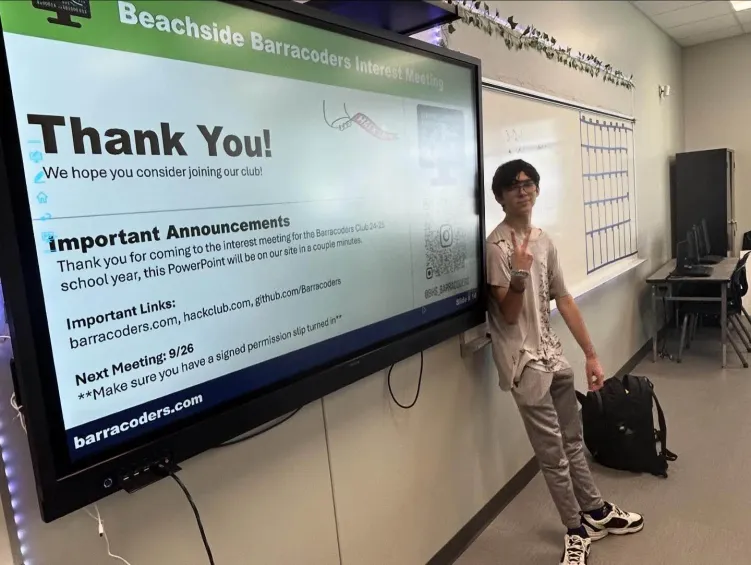 Beachside Barracoders Interest Meeting
Thank You!
We hope you consider joining our club!
Important Announcements
Thank you for coming to the interest meeting for the Barracoders Club 24-25
school year, this PowerPoint will be on our site in a couple minutes.
Important Links:
barracoders.com, hackclub.com, github.com/Barracoders
Next Meeting: 9/26
**Make sure you have a signed permission slip turned in**
barracoders.com